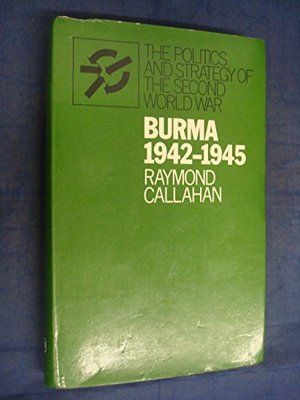 THE POLITICS
AND STRATEGY OF
THE SECOND
WORLD WAR
BURMA
1942-1945
RAYMOND
CALLAHAN